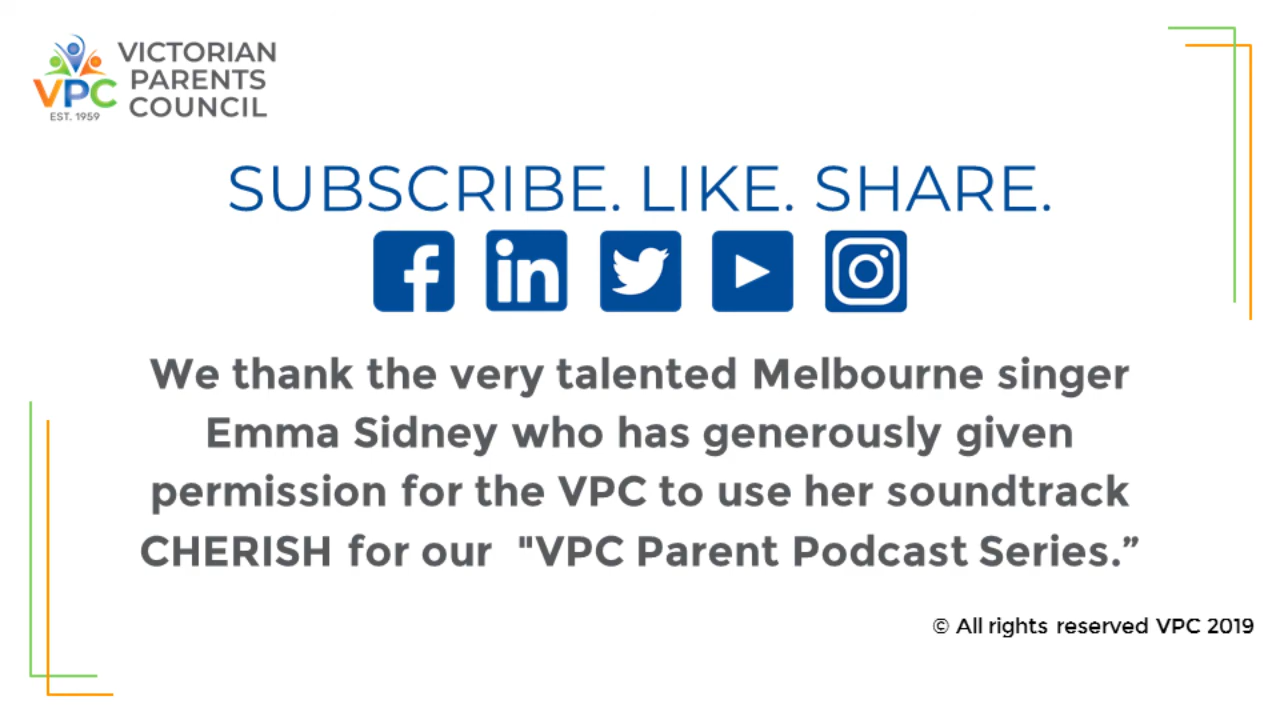 VICTORIAN
PARENTS
COUNCIL
VPC
EST. 1959
SUBSCRIBE. LIKE. SHARE.
We thank the very talented Melbourne singer
Emma Sidney who has generously given
permission for the VPC to use her soundtrack
CHERISH for our "VPC Parent Podcast Series.”
© All rights reserved VPC 2019